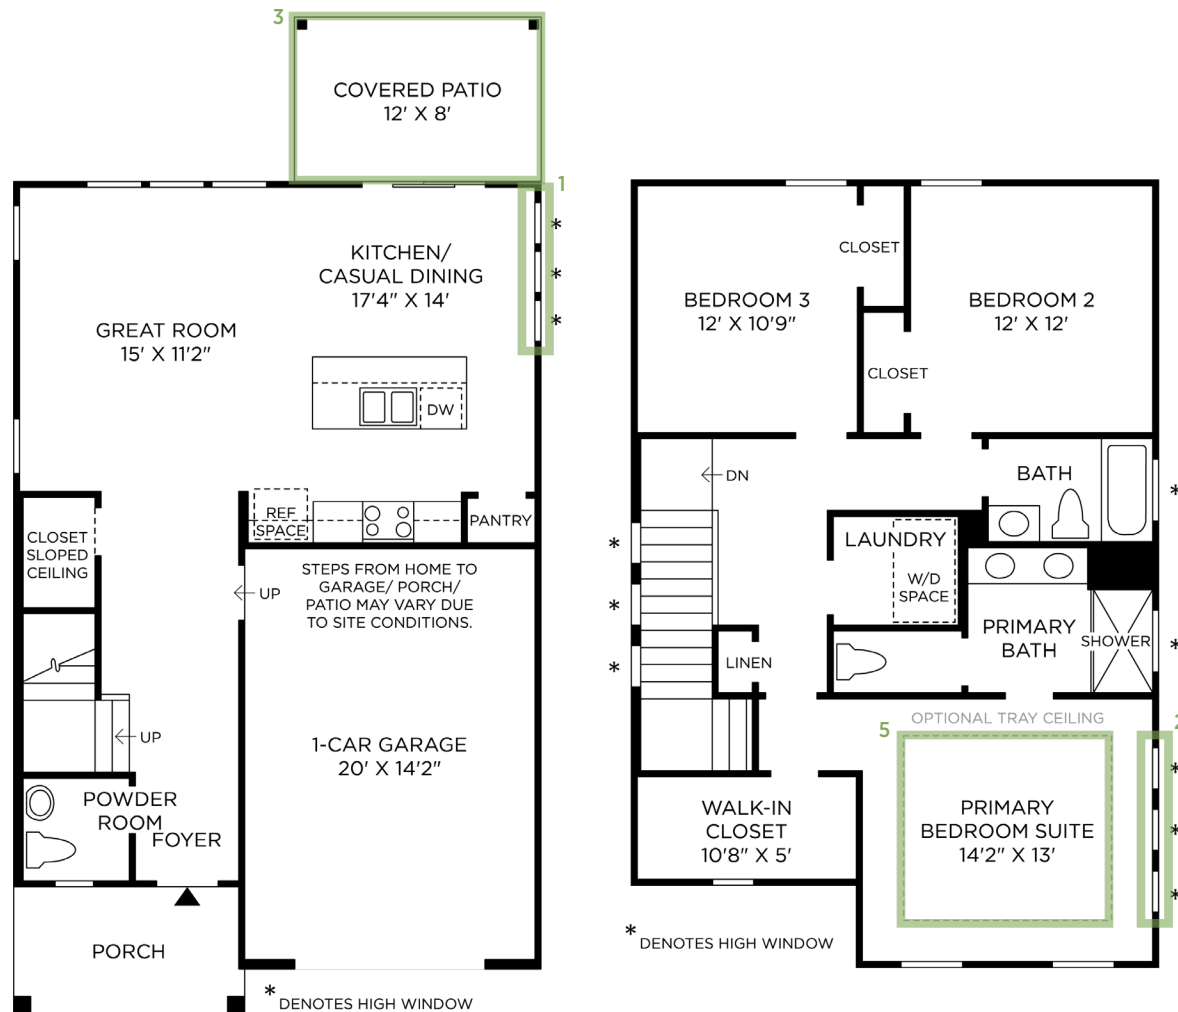 3
COVERED PATIO
12' X 8'
1
*
*
*
KITCHEN/
CASUAL DINING
17'4" X 14'
GREAT ROOM
15' X 11'2"
DW
REF
SPACE
PANTRY
CLOSET
SLOPED
CEILING
STEPS FROM HOME TO
GARAGE/ PORCH/
PATIO MAY VARY DUE
TO SITE CONDITIONS.
UP
UP
1-CAR GARAGE
20' X 14'2"
POWDER
ROOM
FOYER
PORCH
* DENOTES HIGH WINDOW
CLOSET
BEDROOM 3
12' X 10'9"
BEDROOM 2
12' X 12'
CLOSET
DN
BATH
*
*
*
*
LAUNDRY
W/D
SPACE
PRIMARY
BATH
SHOWER
*
LINEN
OPTIONAL TRAY CEILING
5
2
*
*
*
PRIMARY
BEDROOM SUITE
14'2" X 13'
WALK-IN
CLOSET
10'8" X 5'
* DENOTES HIGH WINDOW